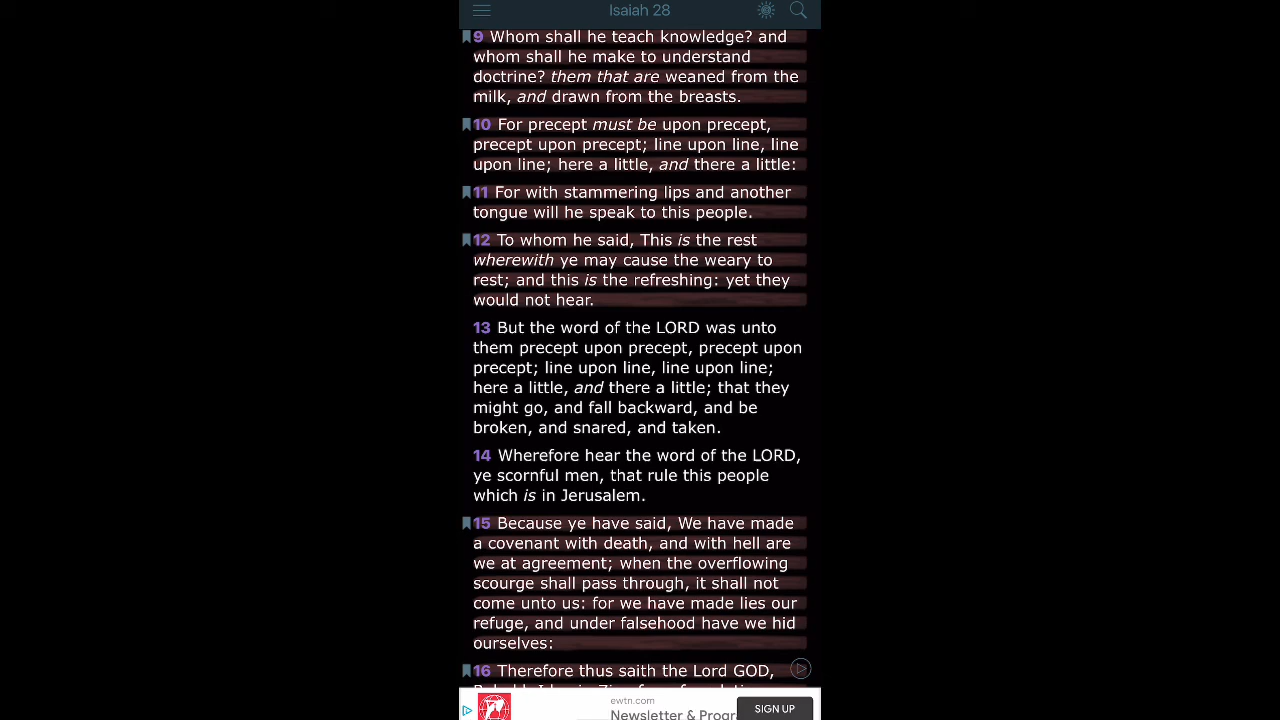 Isaiah 28
9 Whom shall he teach knowledge? and
whom shall he make to understand
doctrine? them that are weaned from the
milk, and drawn from the breasts.
10 For precept must be upon precept,
precept upon precept; line upon line, line
upon line; here a little, and there a little:
11 For with stammering lips and another
tongue will he speak to this people.
12 To whom he said, This is the rest
wherewith ye may cause the weary to
rest; and this is the refreshing: yet they
would not hear.
13 But the word of the LORD was unto
them precept upon precept, precept upon
precept; line upon line, line upon line;
here a little, and there a little; that they
might go, and fall backward, and be
broken, and snared, and taken.
14 Wherefore hear the word of the LORD,
ye scornful men, that rule this people
which is in Jerusalem.
15 Because ye have said, We have made
a covenant with death, and with hell are
we at agreement; when the overflowing
scourge shall pass through, it shall not
come unto us: for we have made lies our
refuge, and under falsehood have we hid
ourselves:
16 Therefore thus saith the Lord GOD,
ewtn.com
Newsletter & Progr
SIGN UP